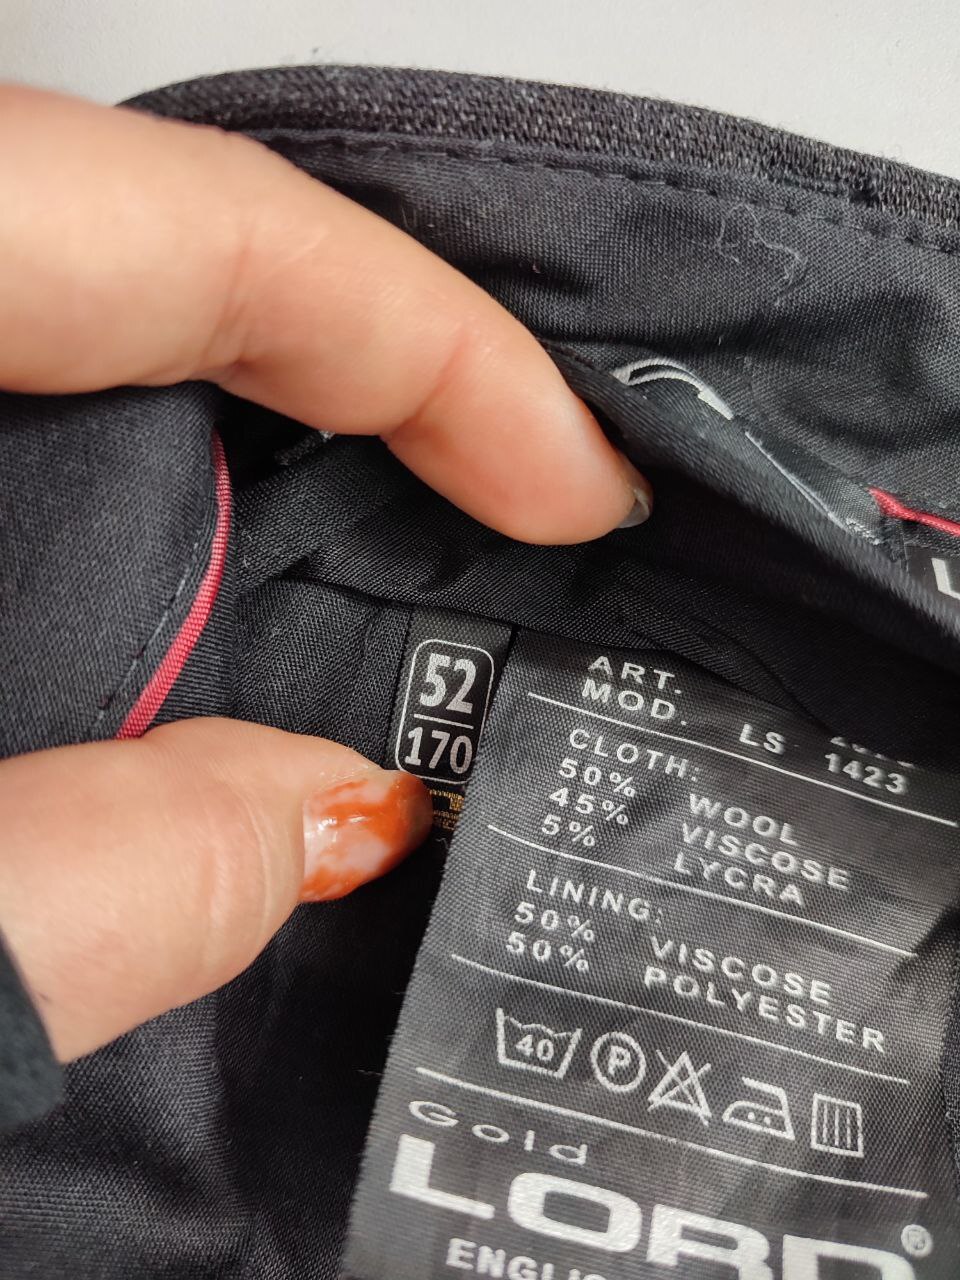 52
170
ART.
MOD. LS 1423
CLOTH:
50% WOOL
45% VISCOSE
5% LYCRA
LINING:
50% VISCOSE
50% POLYESTER
40 P
Gold
LORD®